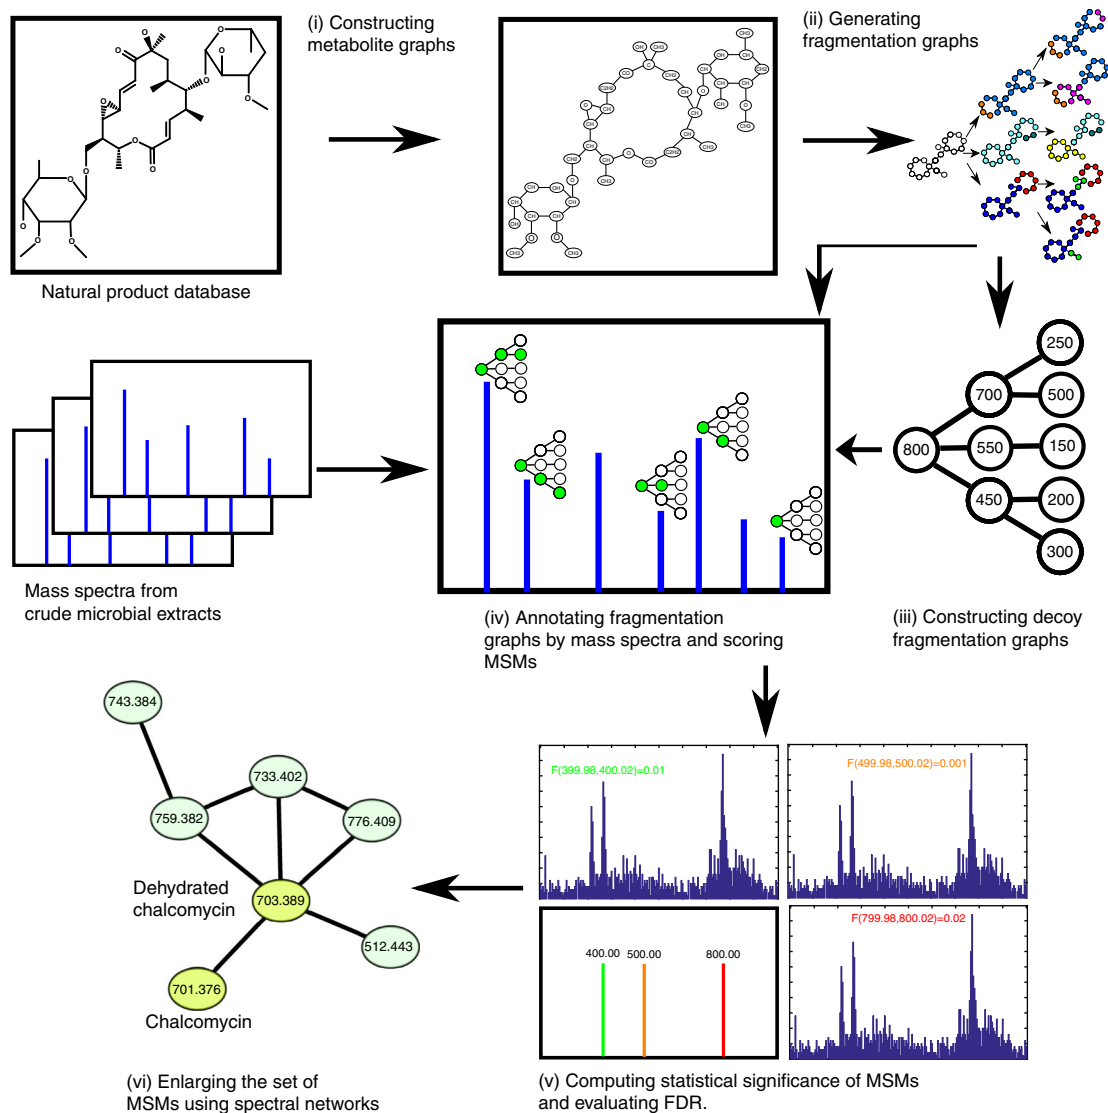 (i) Constructing
metabolite graphs
(ii) Generating
fragmentation graphs
Natural product database
250
700
500
800
550
150
450
200
300
Mass spectra from
crude microbial extracts
(iv) Annotating fragmentation
graphs by mass spectra and scoring
MSMs
(iii) Constructing decoy
fragmentation graphs
743.384
733.402
759.382
776.409
Dehydrated
chalcomycin
703.389
512.443
701.376
Chalcomycin
F(399.98,400.02)=0.01
F(499.98,500.02)=0.001
F(799.98,800.02)=0.02
400.00
500.00
800.00
(vi) Enlarging the set of
MSMs using spectral networks
(v) Computing statistical significance of MSMs
and evaluating FDR.